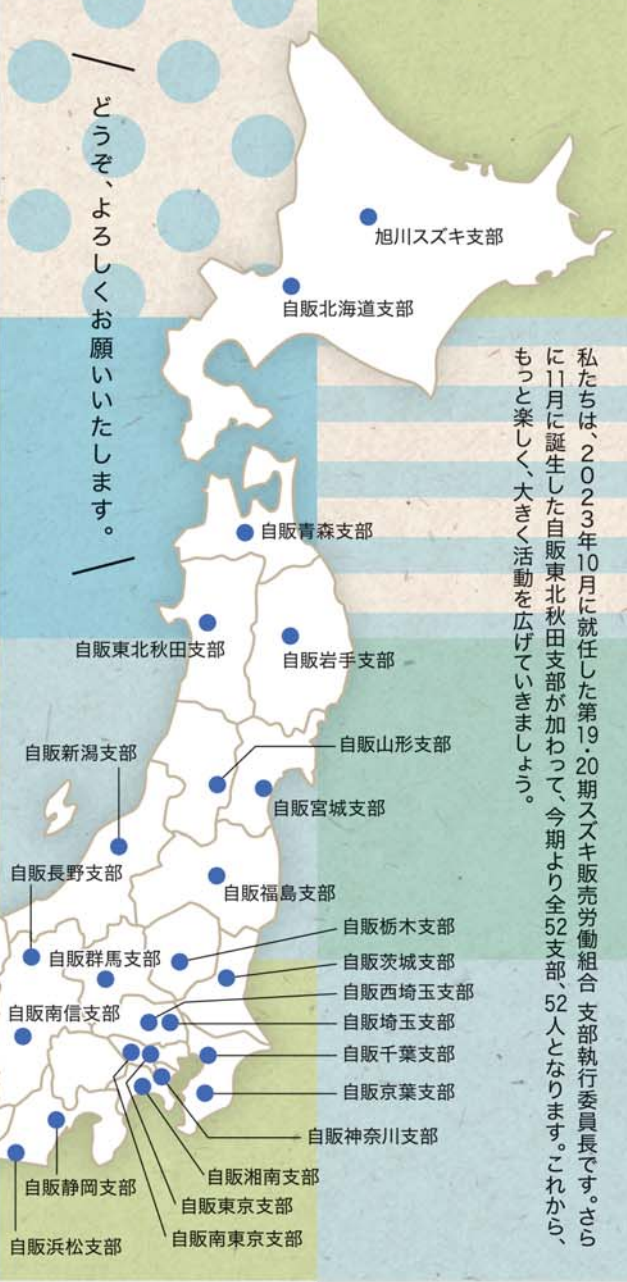 私たちは、2023年10月に就任した第19・20期スズキ販売労働組合 支部執行委員長です。さら
に11月に誕生した自販東北秋田支部が加わって、今期より全52支部、52人となります。これから、
もっと楽しく、大きく活動を広げていきましょう。
どうぞ、よろしくお願いいたします。
旭川スズキ支部
自販北海道支部
自販青森支部
自販東北秋田支部
自販岩手支部
自販山形支部
自販新潟支部
自販宮城支部
自販長野支部
自販福島支部
自販栃木支部
自販群馬支部
自販茨城支部
自販西埼玉支部
自販南信支部
自販埼玉支部
自販千葉支部
自販京葉支部
自販神奈川支部
自販湘南支部
自販静岡支部
自販東京支部
自販南東京支部
自販浜松支部